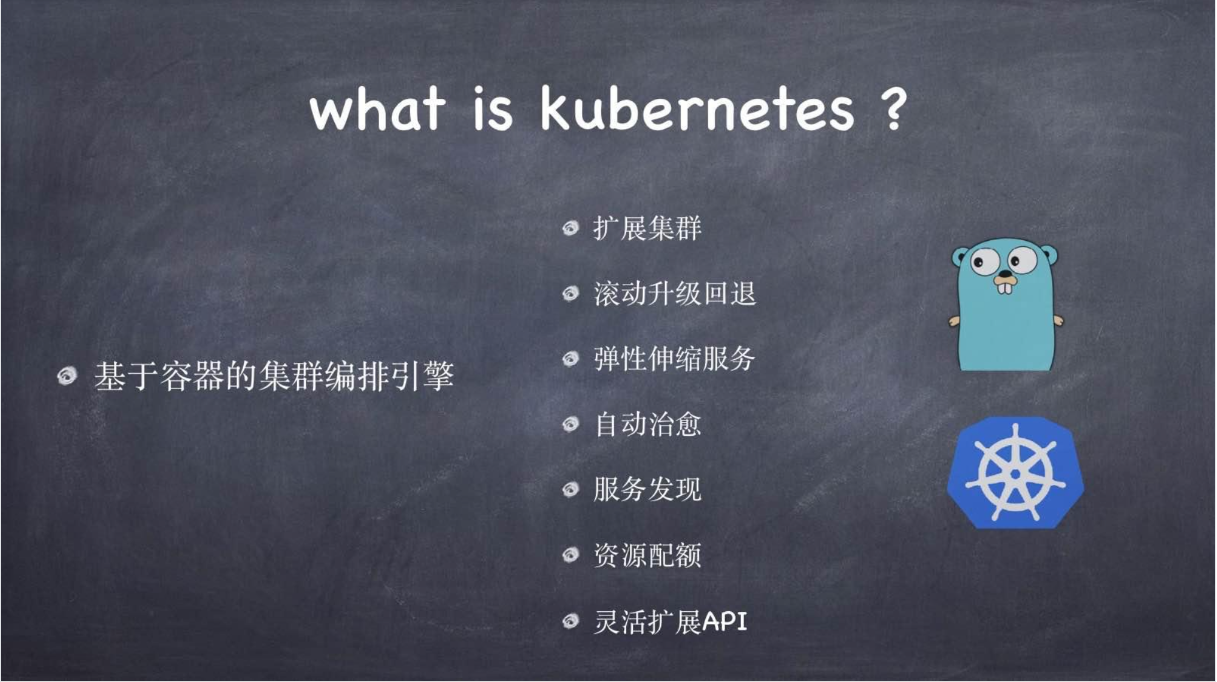 what is kubernetes ?
基于容器的集群编排引擎
扩展集群
滚动升级回退
弹性伸缩服务
自动治愈
服务发现
资源配额
灵活扩展API